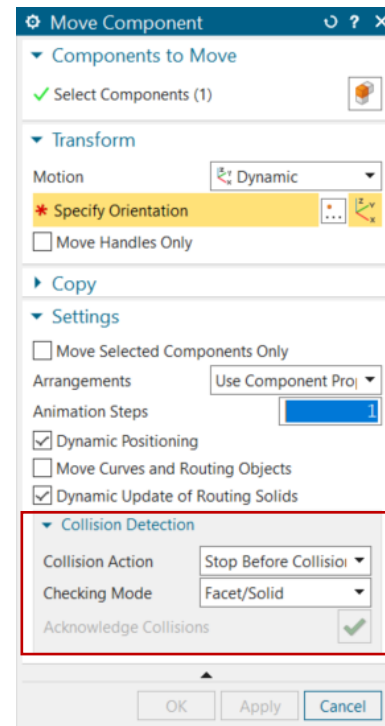 Move Component
Components to Move
Select Components (1)
Transform
Motion Dynamic
* Specify Orientation
Move Handles Only
Copy
Settings
Move Selected Components Only
Arrangements Use Component Pro
Animation Steps 1
Dynamic Positioning
Move Curves and Routing Objects
Dynamic Update of Routing Solids
Collision Detection
Collision Action Stop Before Collision
Checking Mode Facet/Solid
Acknowledge Collisions
OK Apply Cancel